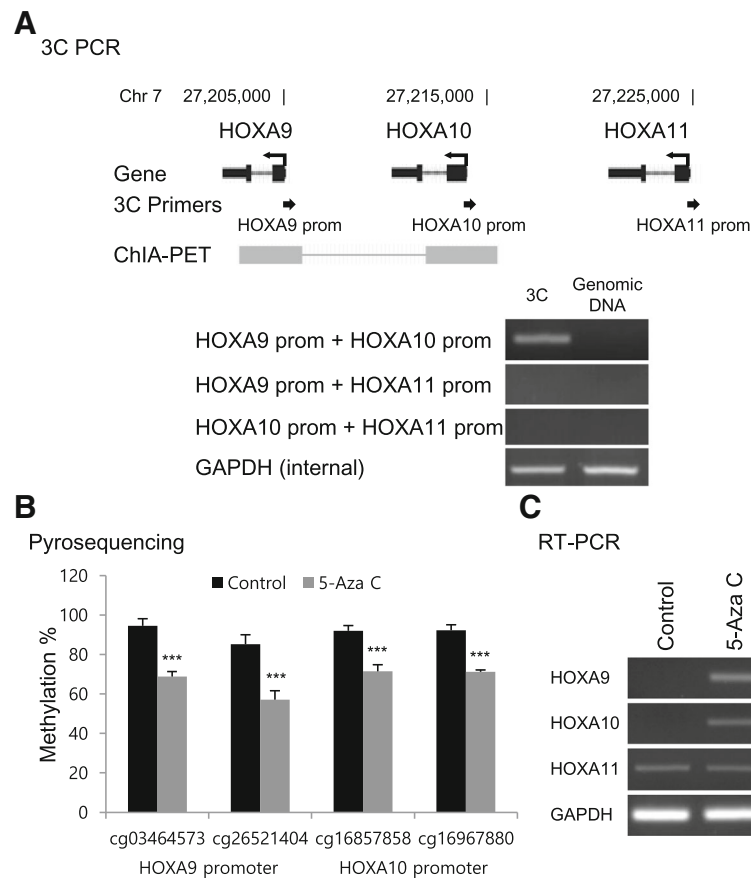 A
3C PCR
Chr 7 27,205,000 | 27,215,000 | 27,225,000 |
HOXA9 HOXA10 HOXA11
Gene
3C Primers
HOXA9 prom HOXA10 prom HOXA11 prom
ChIA-PET
3C Genomic DNA
HOXA9 prom + HOXA10 prom
HOXA9 prom + HOXA11 prom
HOXA10 prom + HOXA11 prom
GAPDH (internal)
B
Pyrosequencing
Control 5-Aza C
Methylation %
120
100
80
60
40
20
0
*** *** *** ***
cg03464573 cg26521404 cg16857858 cg16967880
HOXA9 promoter HOXA10 promoter
C
RT-PCR
Control 5-Aza C
HOXA9
HOXA10
HOXA11
GAPDH